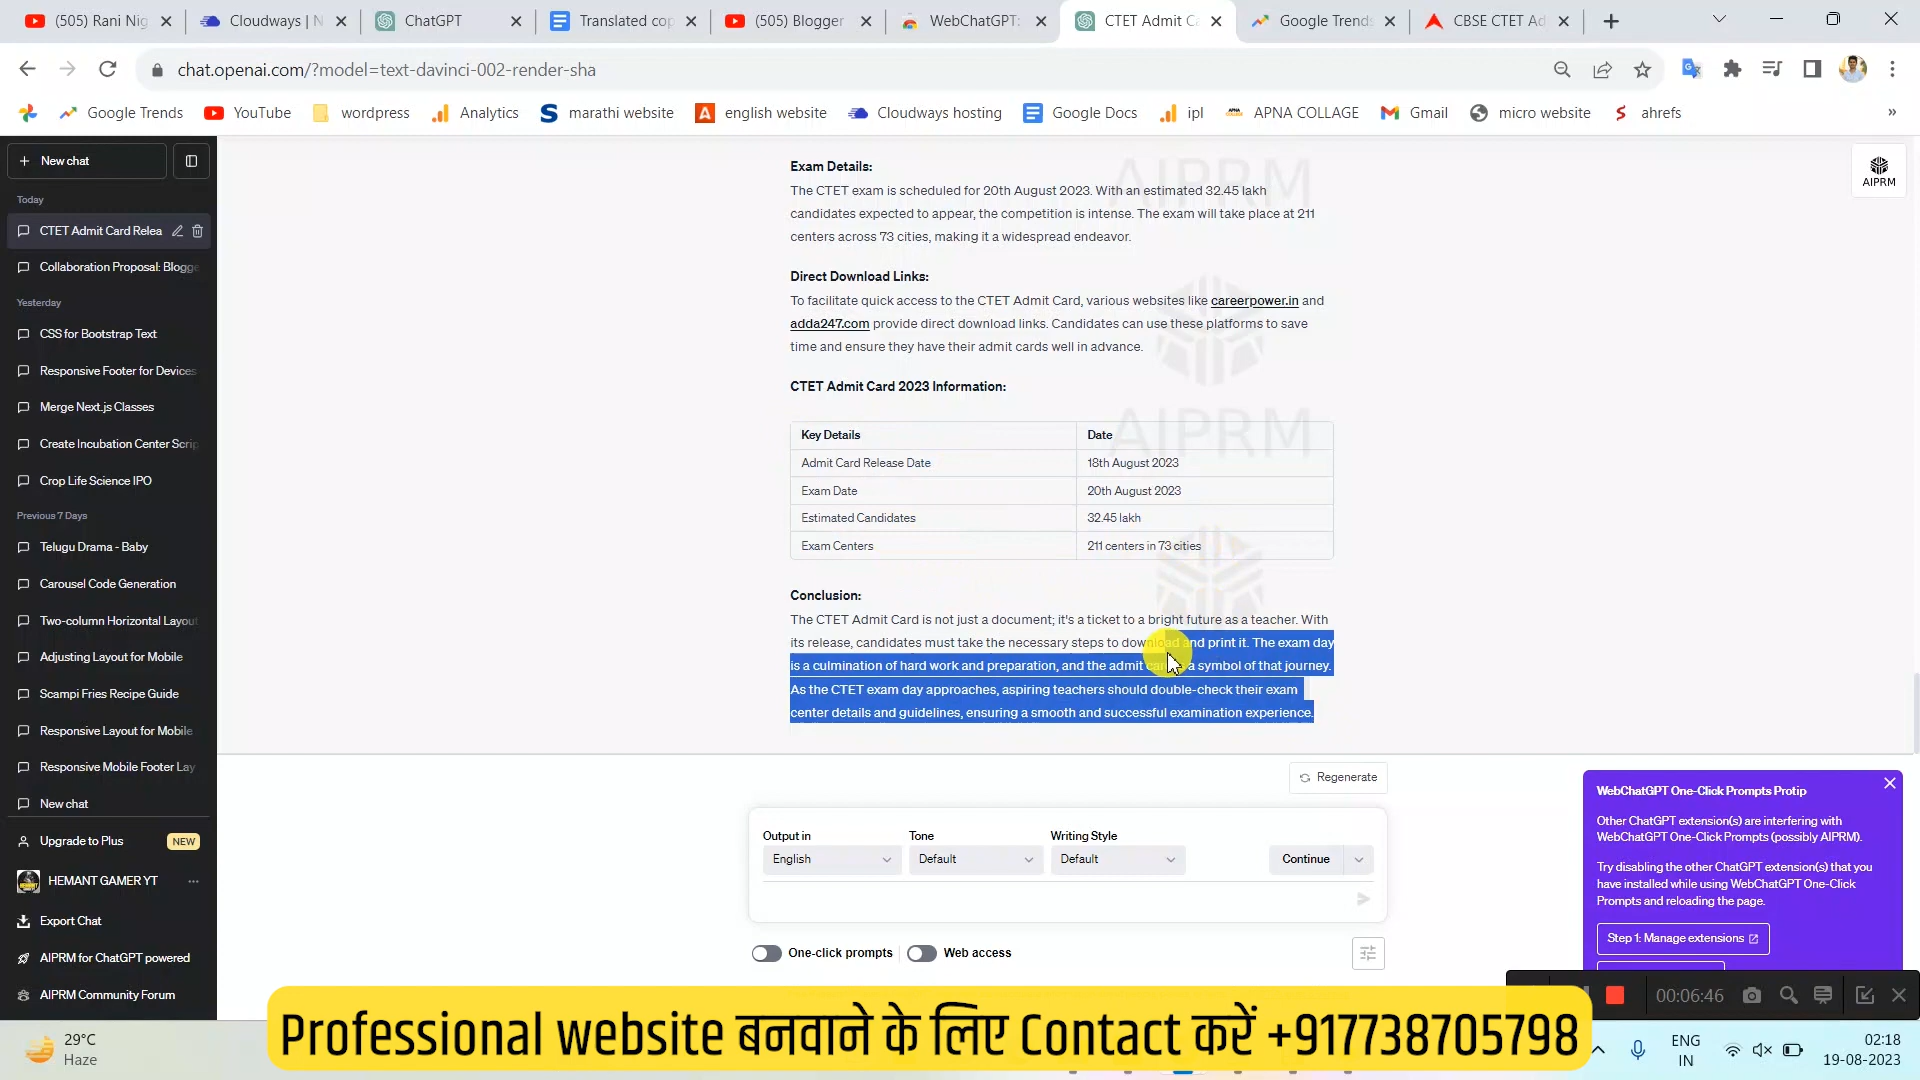 (505) Rani Nig
Cloudways | N
ChatGPT
Translated cop
(505) Blogger
WebChatGPT:
CTET Admit Ca
Google Trends
CBSE CTET Ad
chat.openai.com/?model=text-davinci-002-render-sha
Google Trends
YouTube
wordpress
Analytics
marathi website
english website
Cloudways hosting
Google Docs
ipl
APNA COLLAGE
Gmail
micro website
ahrefs
New chat
Today
CTET Admit Card Relea
Collaboration Proposal: Blogge
Yesterday
CSS for Bootstrap Text
Responsive Footer for Devices
Merge Next.js Classes
Create Incubation Center Scrip
Crop Life Science IPO
Previous 7 Days
Telugu Drama - Baby
Carousel Code Generation
Two-column Horizontal Layou
Adjusting Layout for Mobile
Scampi Fries Recipe Guide
Responsive Layout for Mobile
Responsive Mobile Footer Lay
New chat
Upgrade to Plus NEW
HEMANT GAMER YT
Export Chat
AIPRM for ChatGPT powered
AIPRM Community Forum
Exam Details:
The CTET exam is scheduled for 20th August 2023. With an estimated 32.45 lakh
candidates expected to appear, the competition is intense. The exam will take place at 211
centers across 73 cities, making it a widespread endeavor.
Direct Download Links:
To facilitate quick access to the CTET Admit Card, various websites like careerpower.in and
adda247.com provide direct download links. Candidates can use these platforms to save
time and ensure they have their admit cards well in advance.
CTET Admit Card 2023 Information:
Key Details Date
Admit Card Release Date 18th August 2023
Exam Date 20th August 2023
Estimated Candidates 32.45 lakh
Exam Centers 211 centers in 73 cities
Conclusion:
The CTET Admit Card is not just a document; it's a ticket to a bright future as a teacher. With
its release, candidates must take the necessary steps to download and print it. The exam day
is a culmination of hard work and preparation, and the admit a symbol of that journey.
As the CTET exam day approaches, aspiring teachers should double-check their exam
center details and guidelines, ensuring a smooth and successful examination experience.
AIPRM
AIPRM
AIPRM
Regenerate
Output in
Tone
Writing Style
English
Default
Default
Continue
One-click prompts
Web access
WebChatGPT One-Click Prompts Protip
Other ChatGPT extension(s) are interfering with
WebChatGPT One-Click Prompts (possibly AIPRM).
Try disabling the other ChatGPT extension(s) that you
have installed while using WebChatGPT One-Click
Prompts and reloading the page.
Step 1: Manage extensions
00:06:46
Professional website बनवाने के लिए Contact करें +917738705798
29°C
Haze
ENG
IN
02:18
19-08-2023